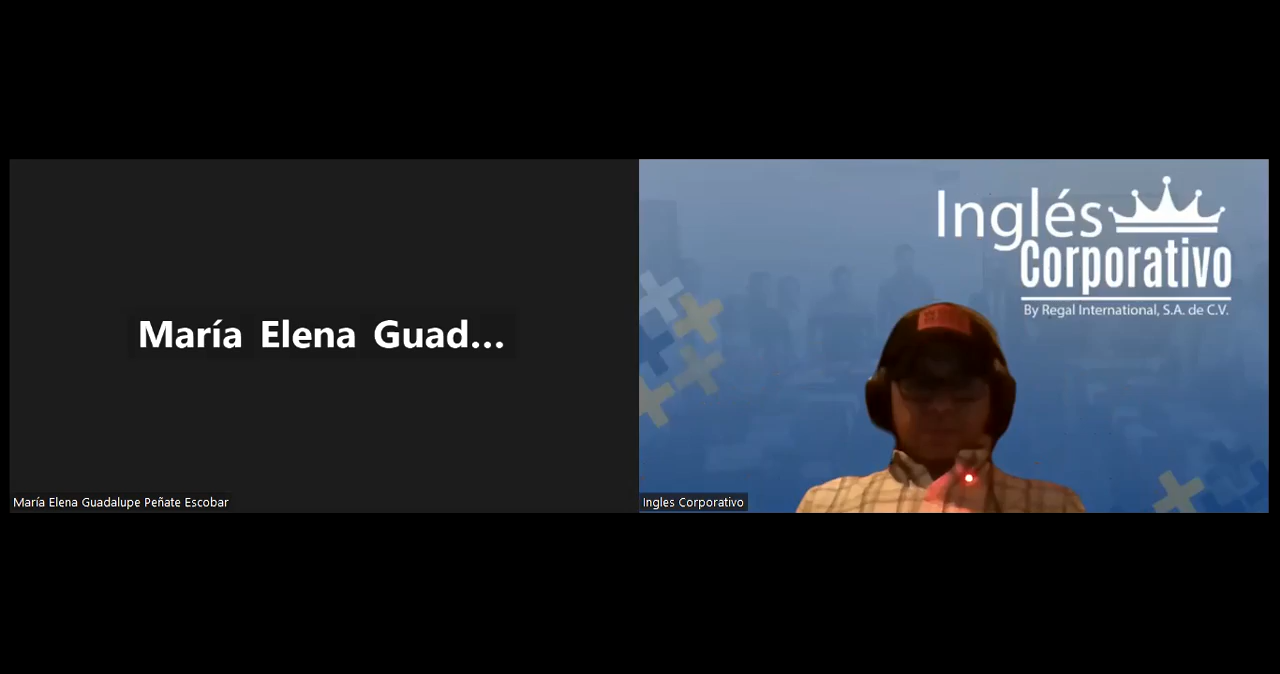 María Elena Guad...
María Elena Guadalupe Peñate Escobar
Inglés
Corporativo
By Regal International, S.A. de C.V.
Ingles Corporativo